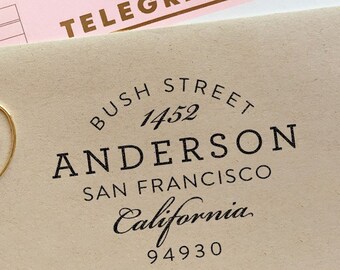 TELEGR
BUSH STREET
1452
ANDERSON
SAN FRANCISCO
California
94930